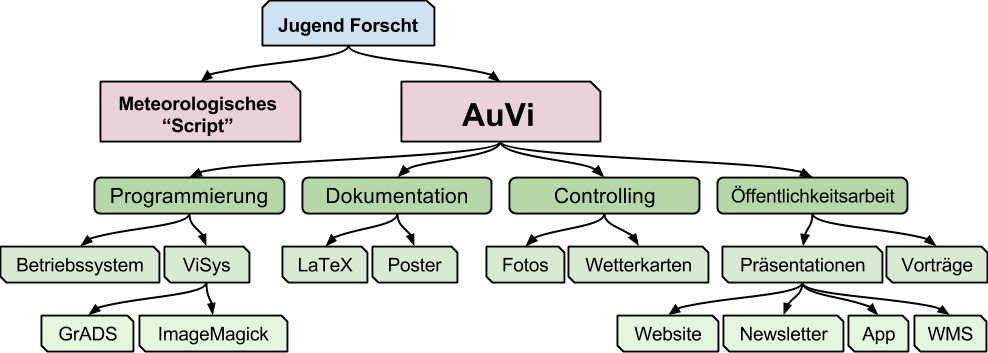 Jugend Forscht
Meteorologisches
“Script”
AuVi
Programmierung
Dokumentation
Controlling
Öffentlichkeitsarbeit
Betriebssystem
ViSys
LaTeX
Poster
Fotos
Wetterkarten
Präsentationen
Vorträge
GrADS
ImageMagick
Website
Newsletter
App
WMS